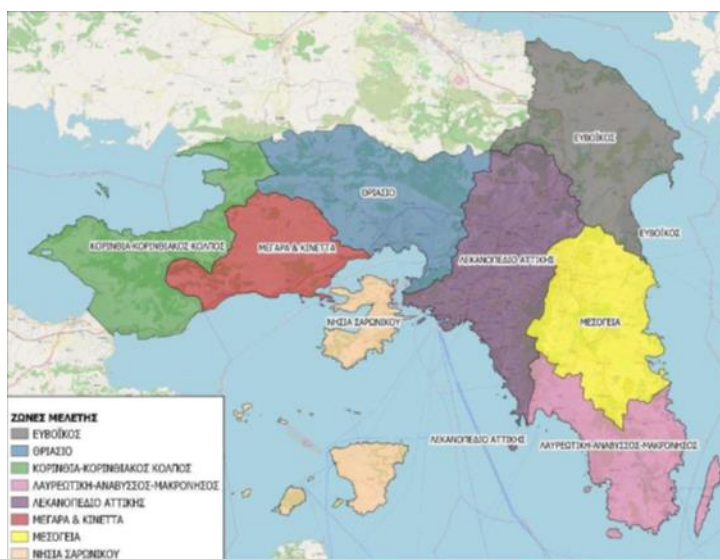 ΕΥΒΟΪΚΟΣ
ΘΡΙΑΣΙΟ
ΚΟΡΙΝΘΙΑ-ΚΟΡΙΝΘΙΑΚΟΣ ΚΟΛΠΟΣ
ΜΕΓΑΡΑ & ΚΙΝΕΤΤΑ
ΕΥΒΟΪΚΟΣ
ΛΕΚΑΝΟΠΕΔΙΟ ΑΤΤΙΚΗΣ
ΝΗΣΙΑ ΣΑΡΩΝΙΚΟΥ
ΜΕΣΟΓΕΙΑ
ΛΕΚΑΝΟΠΕΔΙΟ ΑΤΤΙΚΗΣ
ΛΑΥΡΕΩΤΙΚΗ-ΑΝΑΒΥΣΣΟΣ-ΜΑΚΡΟΝΗΣΟΣ
ΖΩΝΕΣ ΜΕΛΕΤΗΣ
ΕΥΒΟΪΚΟΣ
ΘΡΙΑΣΙΟ
ΚΟΡΙΝΘΙΑ-ΚΟΡΙΝΘΙΑΚΟΣ ΚΟΛΠΟΣ
ΛΑΥΡΕΩΤΙΚΗ-ΑΝΑΒΥΣΣΟΣ-ΜΑΚΡΟΝΗΣΟΣ
ΛΕΚΑΝΟΠΕΔΙΟ ΑΤΤΙΚΗΣ
ΜΕΓΑΡΑ & ΚΙΝΕΤΤΑ
ΜΕΣΟΓΕΙΑ
ΝΗΣΙΑ ΣΑΡΩΝΙΚΟΥ